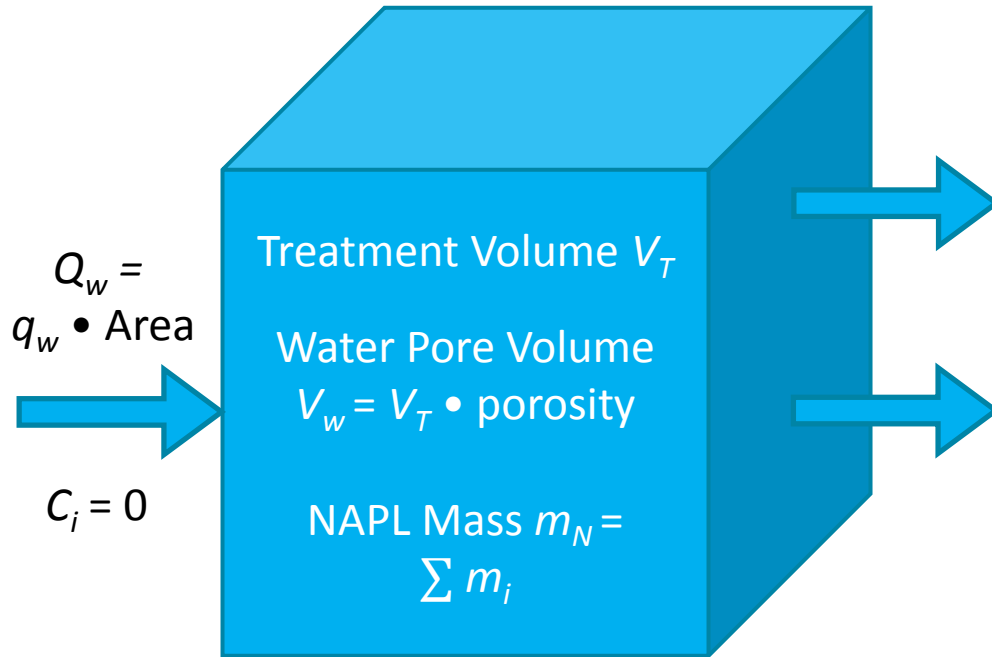 Q_w =
q_w • Area
C_i = 0
Treatment Volume V_T
Water Pore Volume
V_w = V_T • porosity
NAPL Mass m_N =
∑ m_i